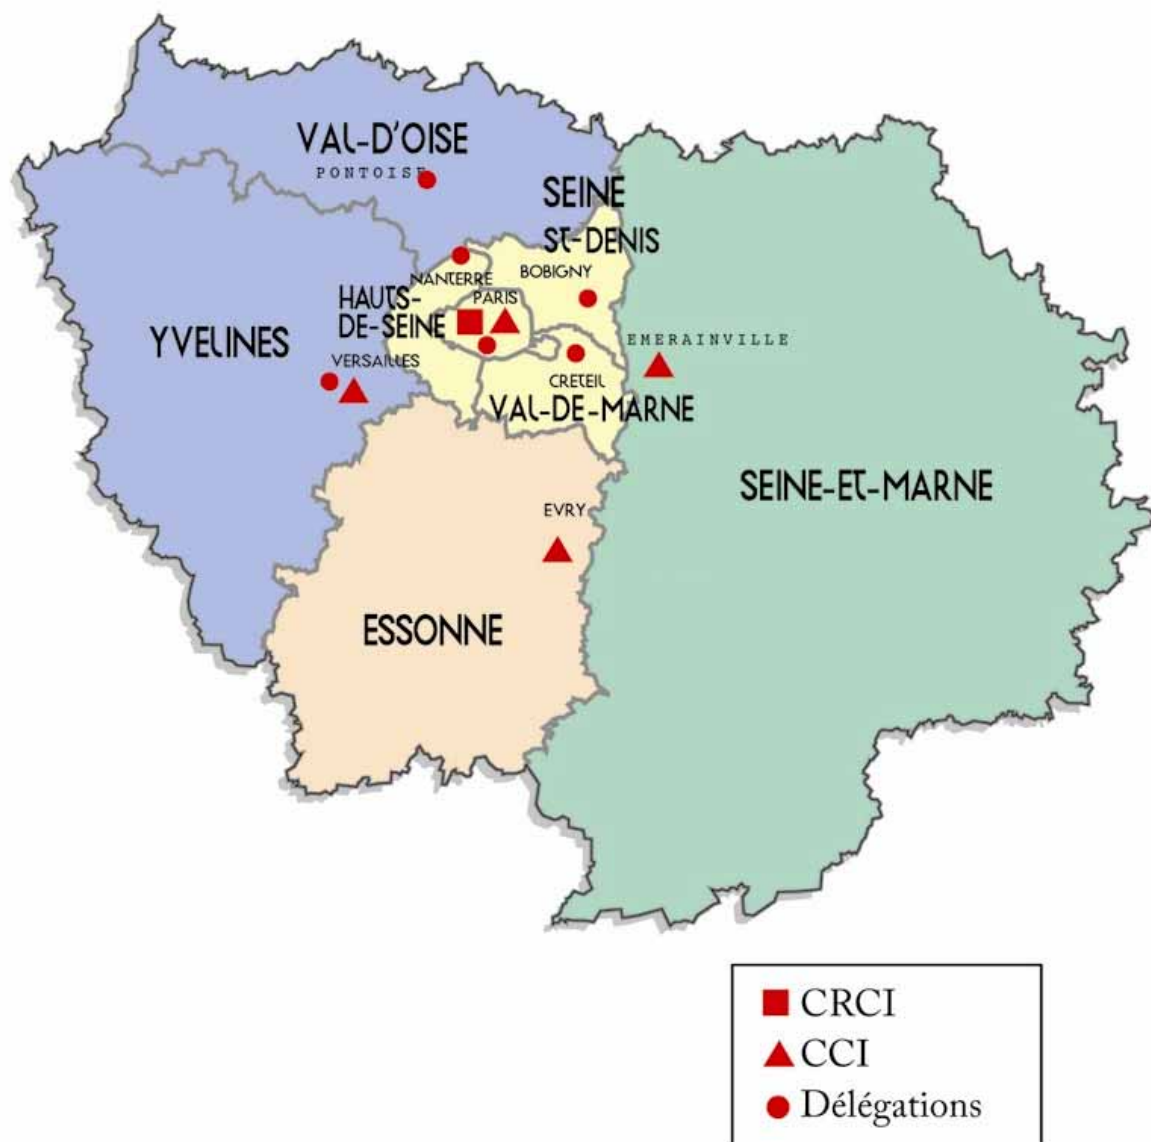 VAL-D'OISE
PONTOISE
SEINE
ST-DENIS
BOBIGNY
NANTERRE
HAUTS-
DE-SEINE
PARIS
YVELINES
VERSAILLES
EMERAINVILLE
CRETEIL
VAL-DE-MARNE
SEINE-ET-MARNE
EVRY
ESSONNE
CRCI
CCI
Délégations